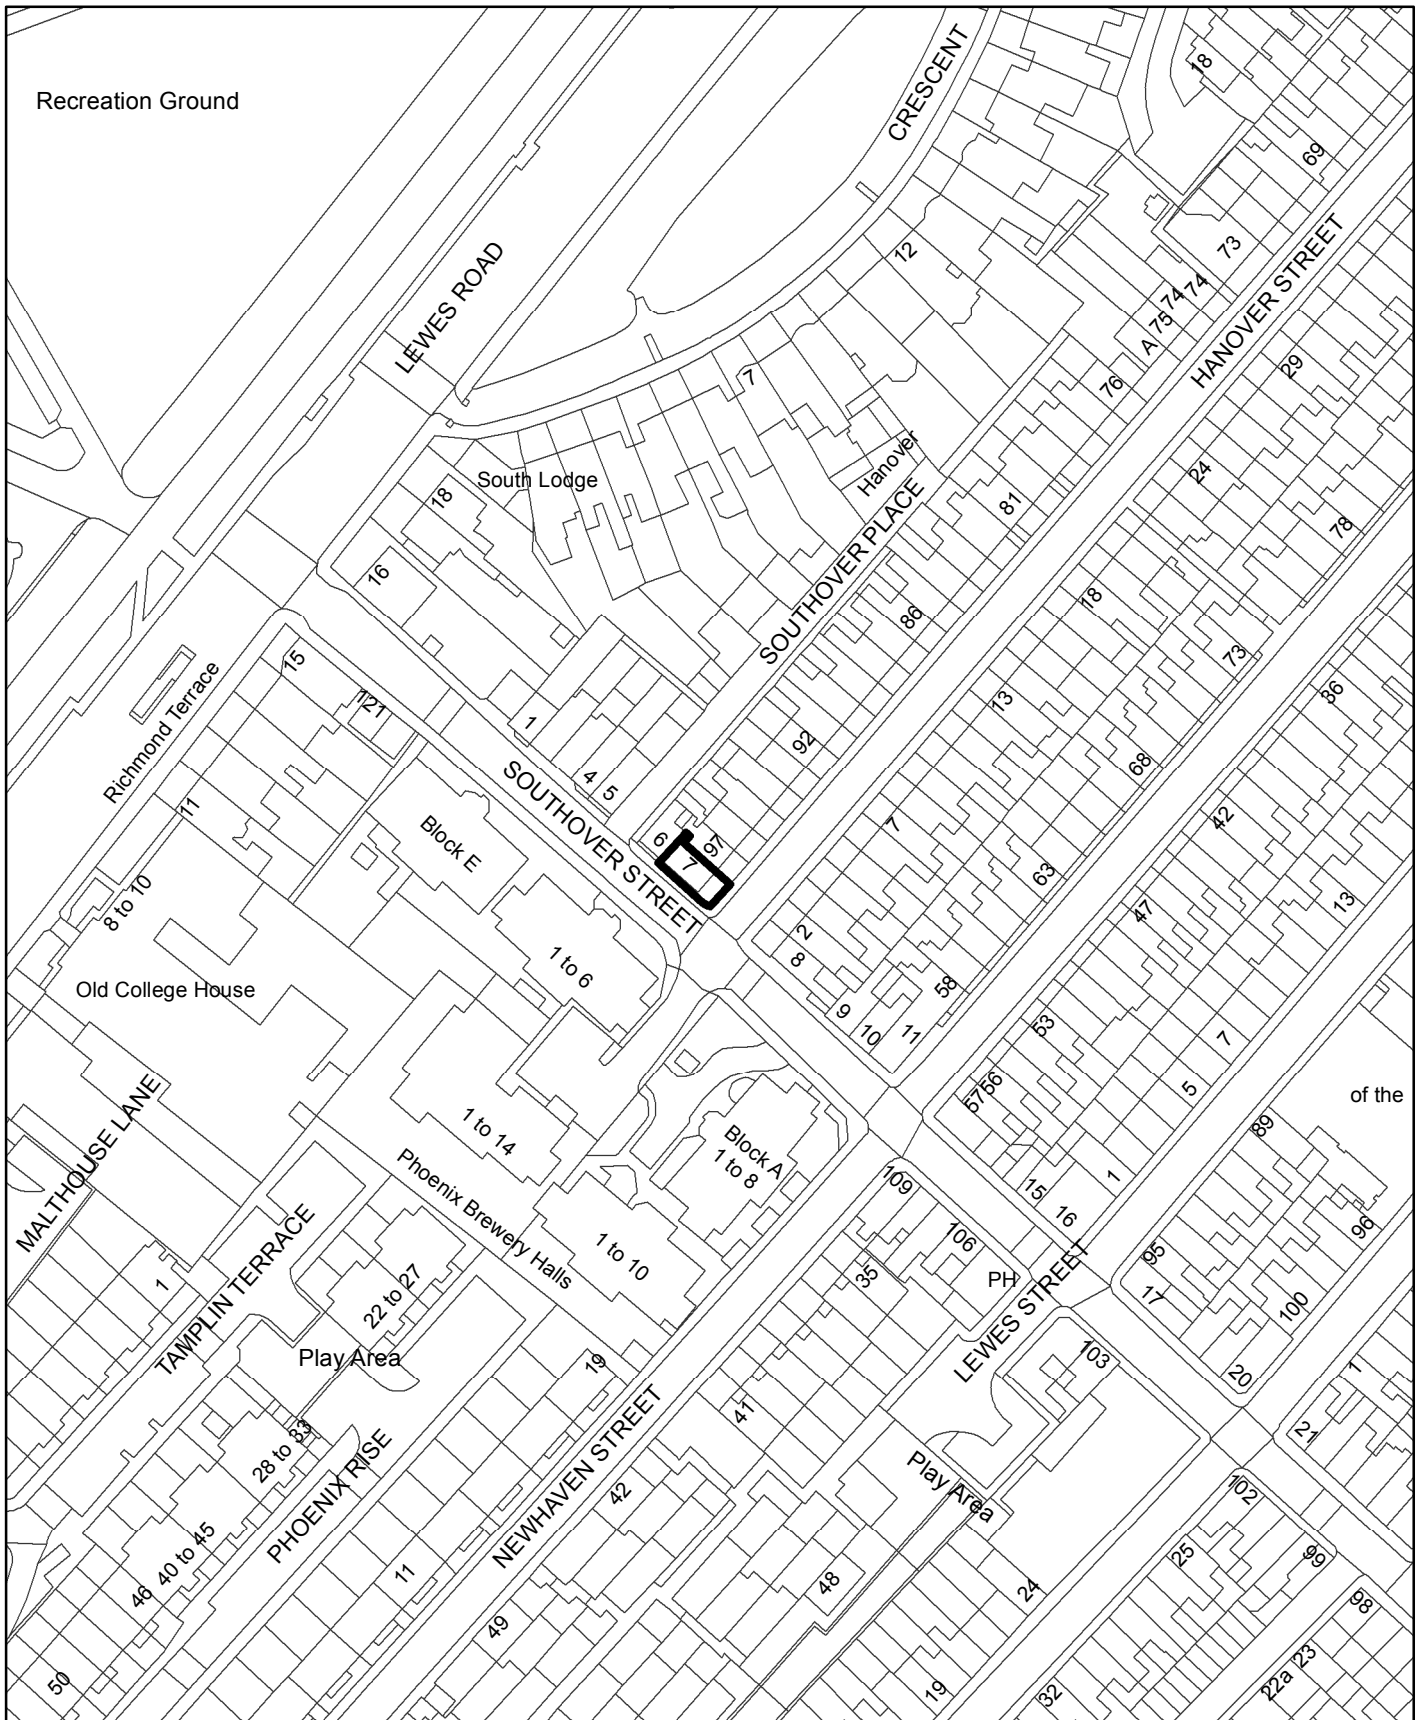 Recreation Ground
CRESCENT
18
69
LEWES ROAD
12
73
74
74
75
A
HANOVER STREET
7
76
29
South Lodge
Hanover
18
24
81
78
SOUTHOVER PLACE
16
18
86
15
73
Richmond Terrace
121
1
13
36
92
4
5
68
11
SOUTHOVER STREET
7
42
Block E
6
97
7
63
8 to 10
2
47
13
8
1 to 6
Old College House
58
9
10
11
53
7
MALTHOUSE LANE
57
56
5
of the
1 to 14
89
Block A
1 to 8
Phoenix Brewery Halls
109
15
1
16
TAMPLIN TERRACE
106
96
1 to 10
95
1
22 to 27
35
PH
17
LEWES STREET
100
Play Area
103
19
20
1
41
21
28 to 33
PHOENIX RISE
NEWHAVEN STREET
Play Area
42
102
40 to 45
25
99
46
11
48
24
98
49
50
23
19
32
22a